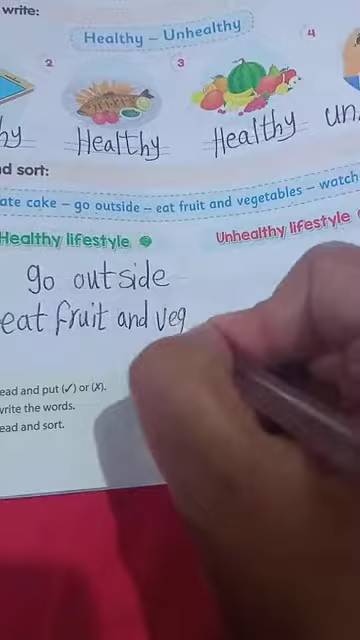 write:
Healthy – Unhealthy
2 3 4
hy Healthy Healthy un
d sort:
ate cake – go outside – eat fruit and vegetables – watch
Healthy lifestyle Unhealthy lifestyle
go outside
eat fruit and veg
ead and put (✓) or (X).
write the words.
ead and sort.